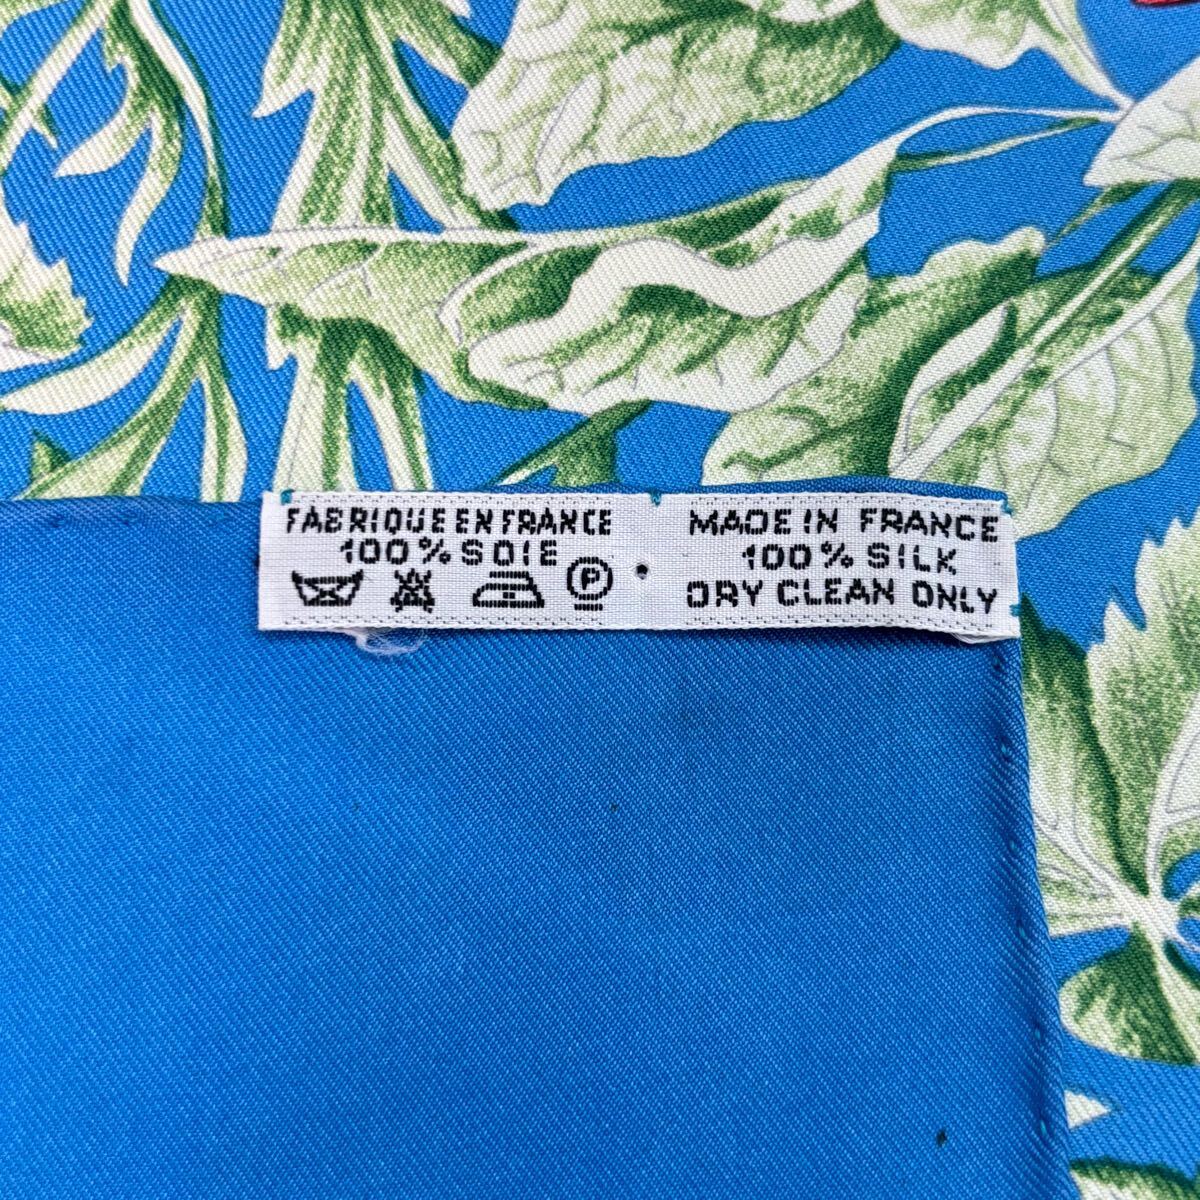 FABRIQUE EN FRANCE
100% SOIE
P
MADE IN FRANCE
100% SILK
DRY CLEAN ONLY